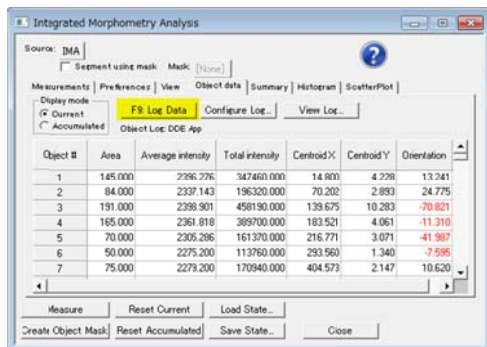 Integrated Morphometry Analysis
Source: IMA
Segment using mask Mask: [None]
Measurements Preferences View Object data Summary Histogram ScatterPlot
Display mode
Current
Accumulated
F9: Log Data Configure Log... View Log...
Object Log: DDE App
Object # Area Average intensity Total intensity Centroid X Centroid Y Orientation
1 145.000 2396.276 347460.000 14.800 4.228 13.241
2 84.000 2337.143 196320.000 70.202 2.893 24.775
3 191.000 2398.901 458190.000 139.675 10.283 -70.821
4 165.000 2361.818 389700.000 183.521 4.061 -11.310
5 70.000 2305.286 161370.000 216.771 3.071 -41.987
6 50.000 2275.200 113760.000 293.560 1.340 -7.595
7 75.000 2279.200 170940.000 404.573 2.147 10.620
Measure Reset Current Load State...
Create Object Mask Reset Accumulated Save State... Close